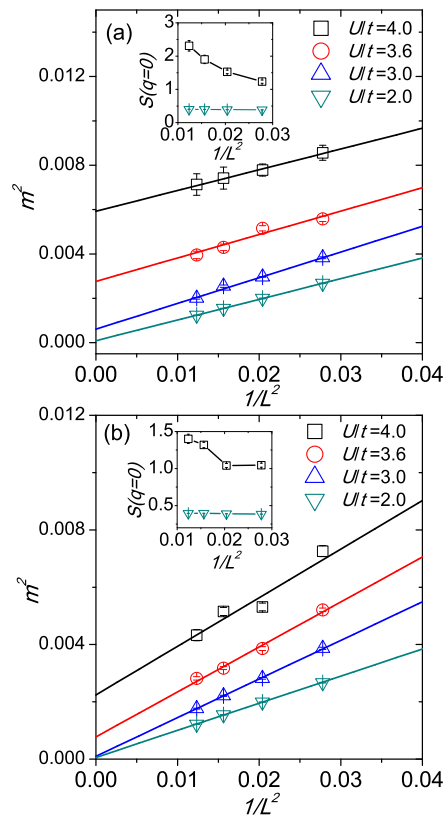 (a)
U/t=4.0
U/t=3.6
U/t=3.0
U/t=2.0
S(q=0)
3
2
1
0
0.01 0.02 0.03
1/L²
m²
0.012
0.008
0.004
0.000
0.00 0.01 0.02 0.03 0.04
1/L²
(b)
U/t=4.0
U/t=3.6
U/t=3.0
U/t=2.0
S(q=0)
1.5
1.0
0.5
0.01 0.02 0.03
1/L²
m²
0.012
0.008
0.004
0.000
0.00 0.01 0.02 0.03 0.04
1/L²